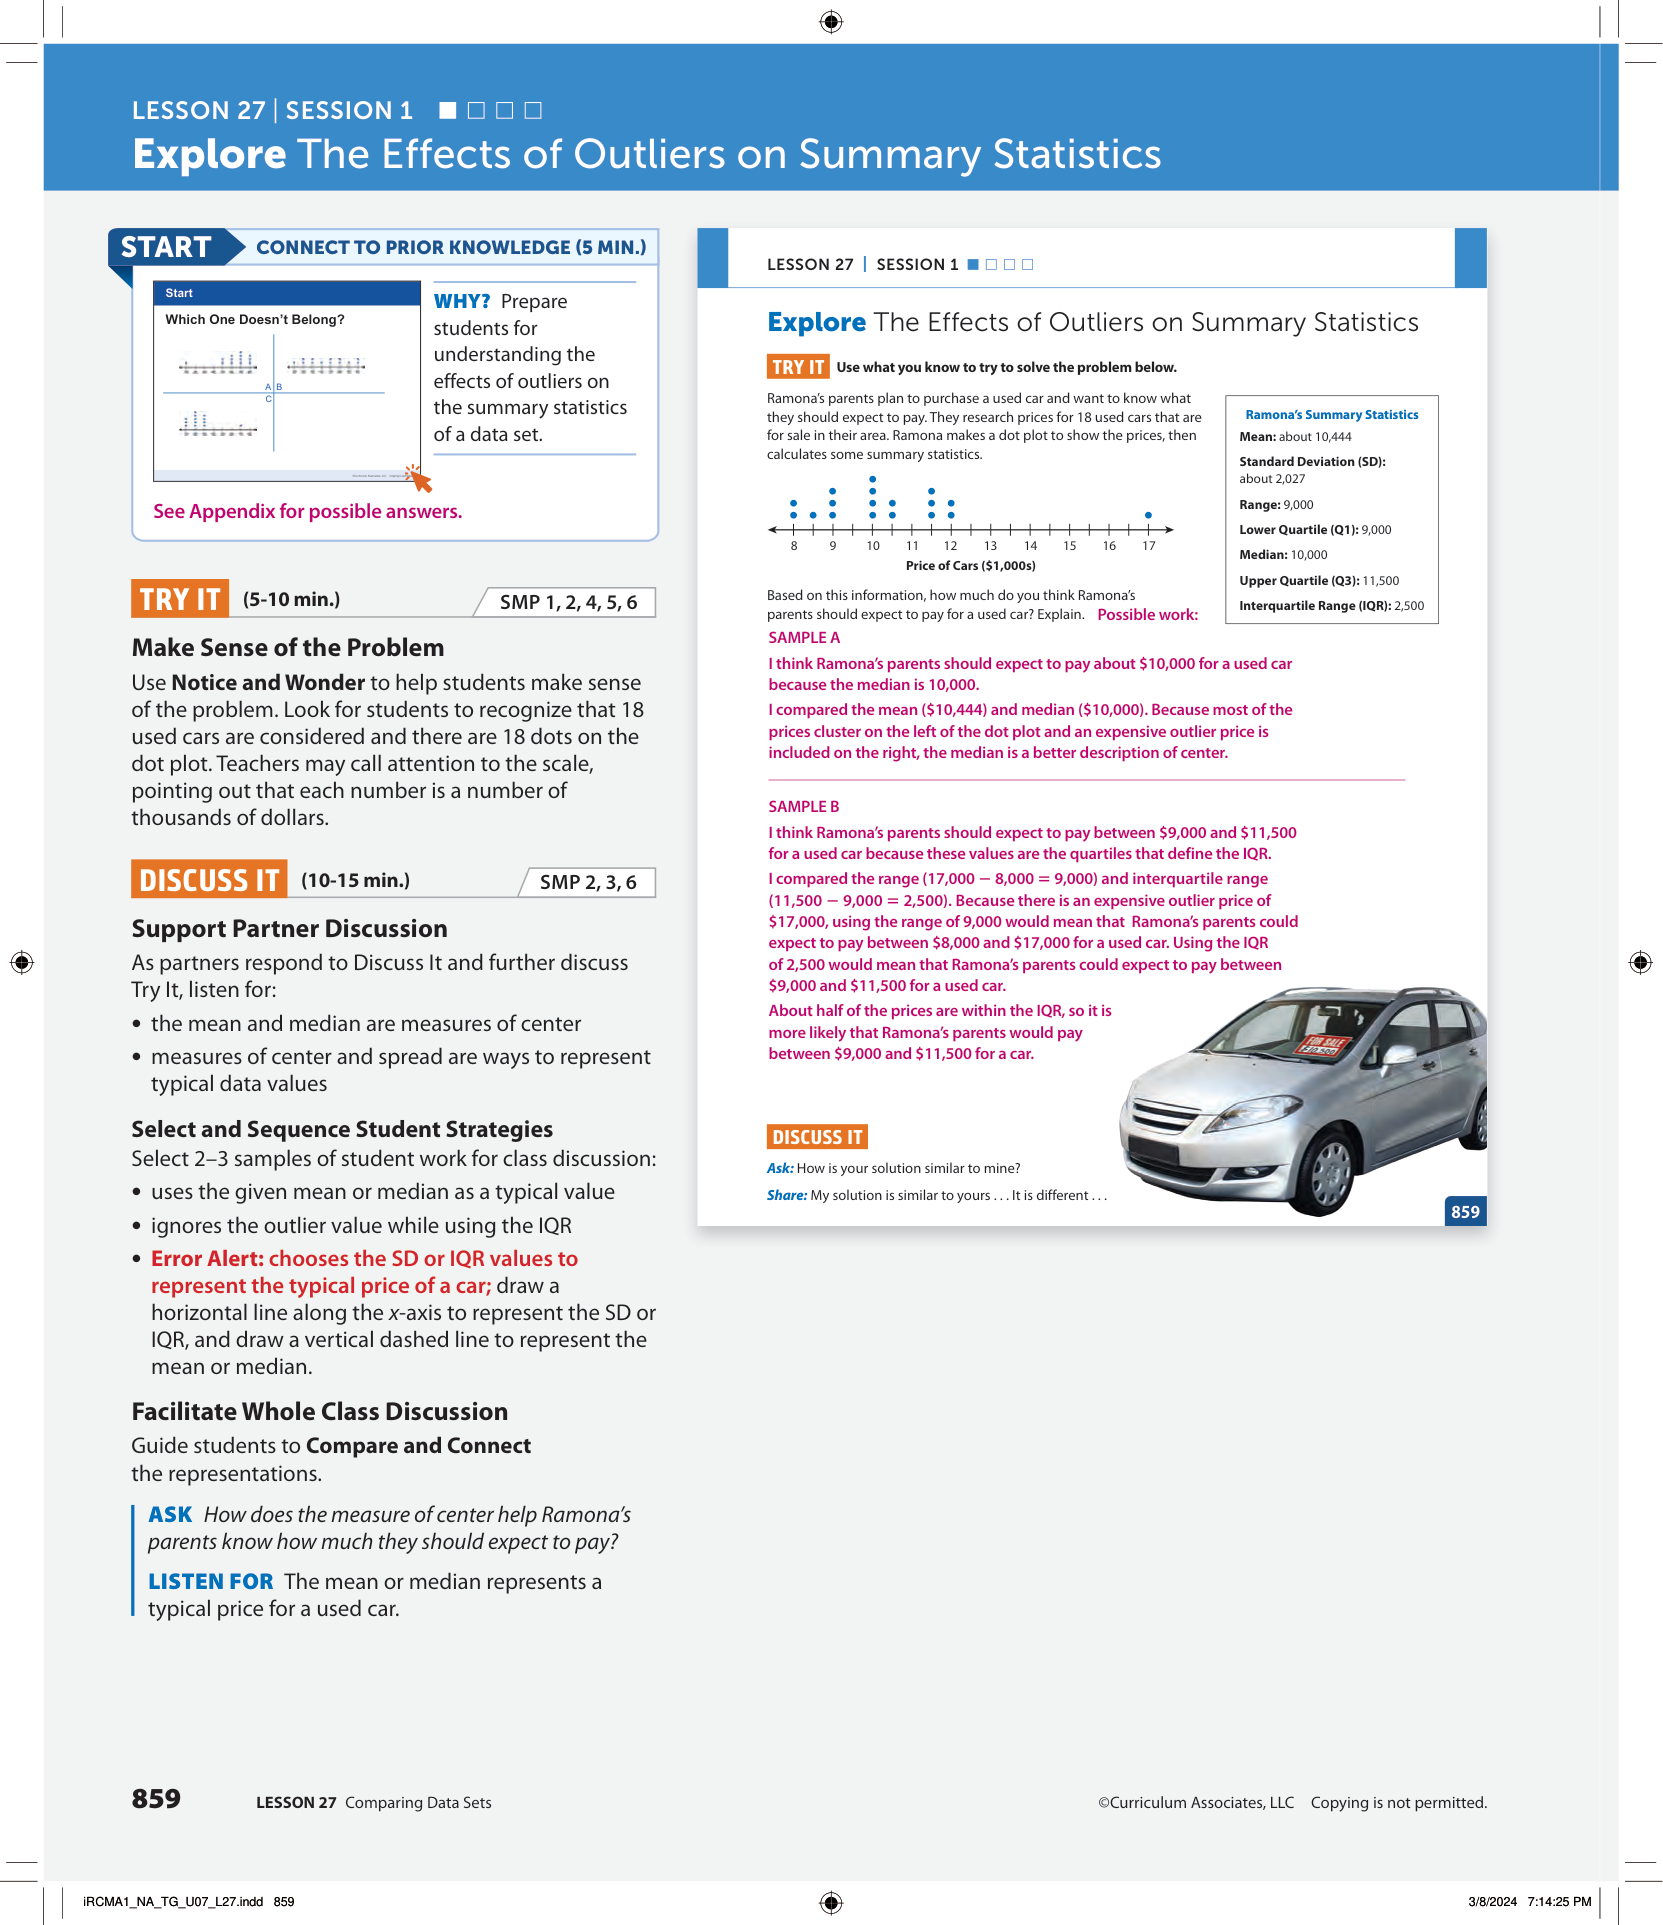 LESSON 27 | SESSION 1
Explore The Effects of Outliers on Summary Statistics
START
CONNECT TO PRIOR KNOWLEDGE (5 MIN.)
Start
Which One Doesn't Belong?
A B
C
WHY? Prepare
students for
understanding the
effects of outliers on
the summary statistics
of a data set.
See Appendix for possible answers.
TRY IT (5-10 min.)
SMP 1, 2, 4, 5, 6
Make Sense of the Problem
Use Notice and Wonder to help students make sense
of the problem. Look for students to recognize that 18
used cars are considered and there are 18 dots on the
dot plot. Teachers may call attention to the scale,
pointing out that each number is a number of
thousands of dollars.
DISCUSS IT (10-15 min.)
SMP 2, 3, 6
Support Partner Discussion
As partners respond to Discuss It and further discuss
Try It, listen for:
• the mean and median are measures of center
• measures of center and spread are ways to represent
typical data values
Select and Sequence Student Strategies
Select 2–3 samples of student work for class discussion:
• uses the given mean or median as a typical value
• ignores the outlier value while using the IQR
• Error Alert: chooses the SD or IQR values to
represent the typical price of a car; draw a
horizontal line along the x-axis to represent the SD or
IQR, and draw a vertical dashed line to represent the
mean or median.
Facilitate Whole Class Discussion
Guide students to Compare and Connect
the representations.
ASK How does the measure of center help Ramona's
parents know how much they should expect to pay?
LISTEN FOR The mean or median represents a
typical price for a used car.
LESSON 27 | SESSION 1
Explore The Effects of Outliers on Summary Statistics
TRY IT Use what you know to try to solve the problem below.
Ramona's parents plan to purchase a used car and want to know what
they should expect to pay. They research prices for 18 used cars that are
for sale in their area. Ramona makes a dot plot to show the prices, then
calculates some summary statistics.
8 9 10 11 12 13 14 15 16 17
Price of Cars ($1,000s)
Ramona's Summary Statistics
Mean: about 10,444
Standard Deviation (SD):
about 2,027
Range: 9,000
Lower Quartile (Q1): 9,000
Median: 10,000
Upper Quartile (Q3): 11,500
Interquartile Range (IQR): 2,500
Based on this information, how much do you think Ramona's
parents should expect to pay for a used car? Explain. Possible work:
SAMPLE A
I think Ramona's parents should expect to pay about $10,000 for a used car
because the median is 10,000.
I compared the mean ($10,444) and median ($10,000). Because most of the
prices cluster on the left of the dot plot and an expensive outlier price is
included on the right, the median is a better description of center.
SAMPLE B
I think Ramona's parents should expect to pay between $9,000 and $11,500
for a used car because these values are the quartiles that define the IQR.
I compared the range (17,000 − 8,000 = 9,000) and interquartile range
(11,500 − 9,000 = 2,500). Because there is an expensive outlier price of
$17,000, using the range of 9,000 would mean that Ramona's parents could
expect to pay between $8,000 and $17,000 for a used car. Using the IQR
of 2,500 would mean that Ramona's parents could expect to pay between
$9,000 and $11,500 for a used car.
About half of the prices are within the IQR, so it is
more likely that Ramona's parents would pay
between $9,000 and $11,500 for a car.
FOR SALE
DISCUSS IT
Ask: How is your solution similar to mine?
Share: My solution is similar to yours . . . It is different . . .
859
859
LESSON 27 Comparing Data Sets
©Curriculum Associates, LLC Copying is not permitted.
iRCMA1_NA_TG_U07_L27.indd 859
3/8/2024 7:14:25 PM